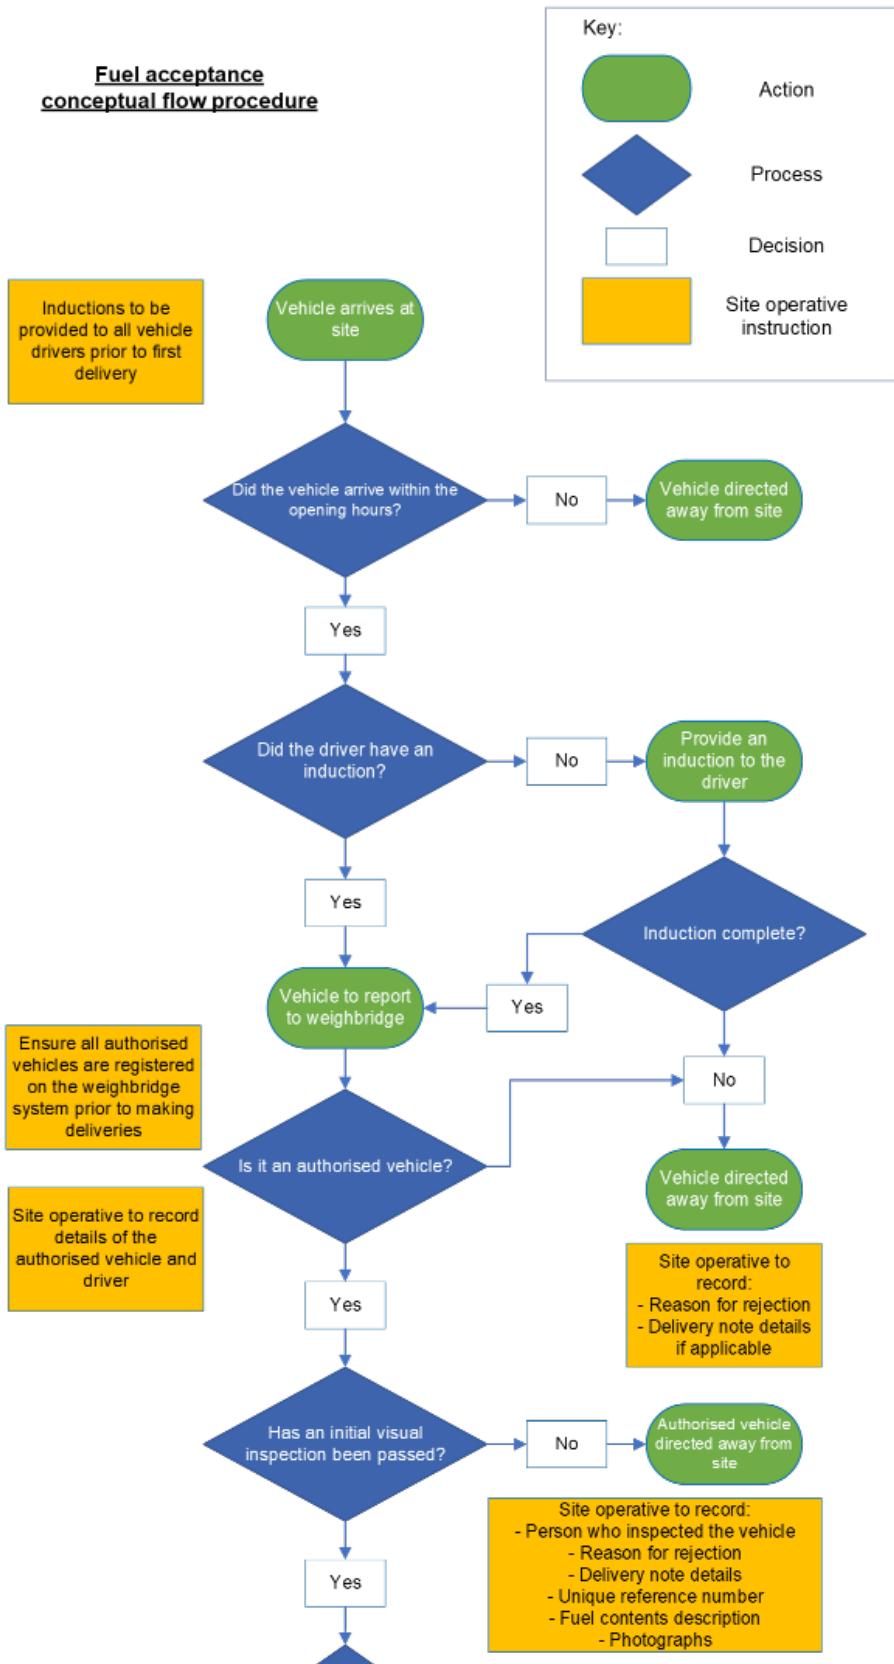 Fuel acceptance
conceptual flow procedure
Key:
Action
Process
Decision
Site operative
instruction
Inductions to be
provided to all vehicle
drivers prior to first
delivery
Vehicle arrives at
site
Did the vehicle arrive within the
opening hours?
No
Vehicle directed
away from site
Yes
Did the driver have an
induction?
No
Provide an
induction to the
driver
Yes
Induction complete?
Vehicle to report
to weighbridge
Yes
Ensure all authorised
vehicles are registered
on the weighbridge
system prior to making
deliveries
No
Is it an authorised vehicle?
Vehicle directed
away from site
Site operative to record
details of the
authorised vehicle and
driver
Site operative to
record:
- Reason for rejection
- Delivery note details
if applicable
Yes
Has an initial visual
inspection been passed?
No
Authorised vehicle
directed away from
site
Site operative to record:
- Person who inspected the vehicle
- Reason for rejection
- Delivery note details
- Unique reference number
- Fuel contents description
- Photographs
Yes